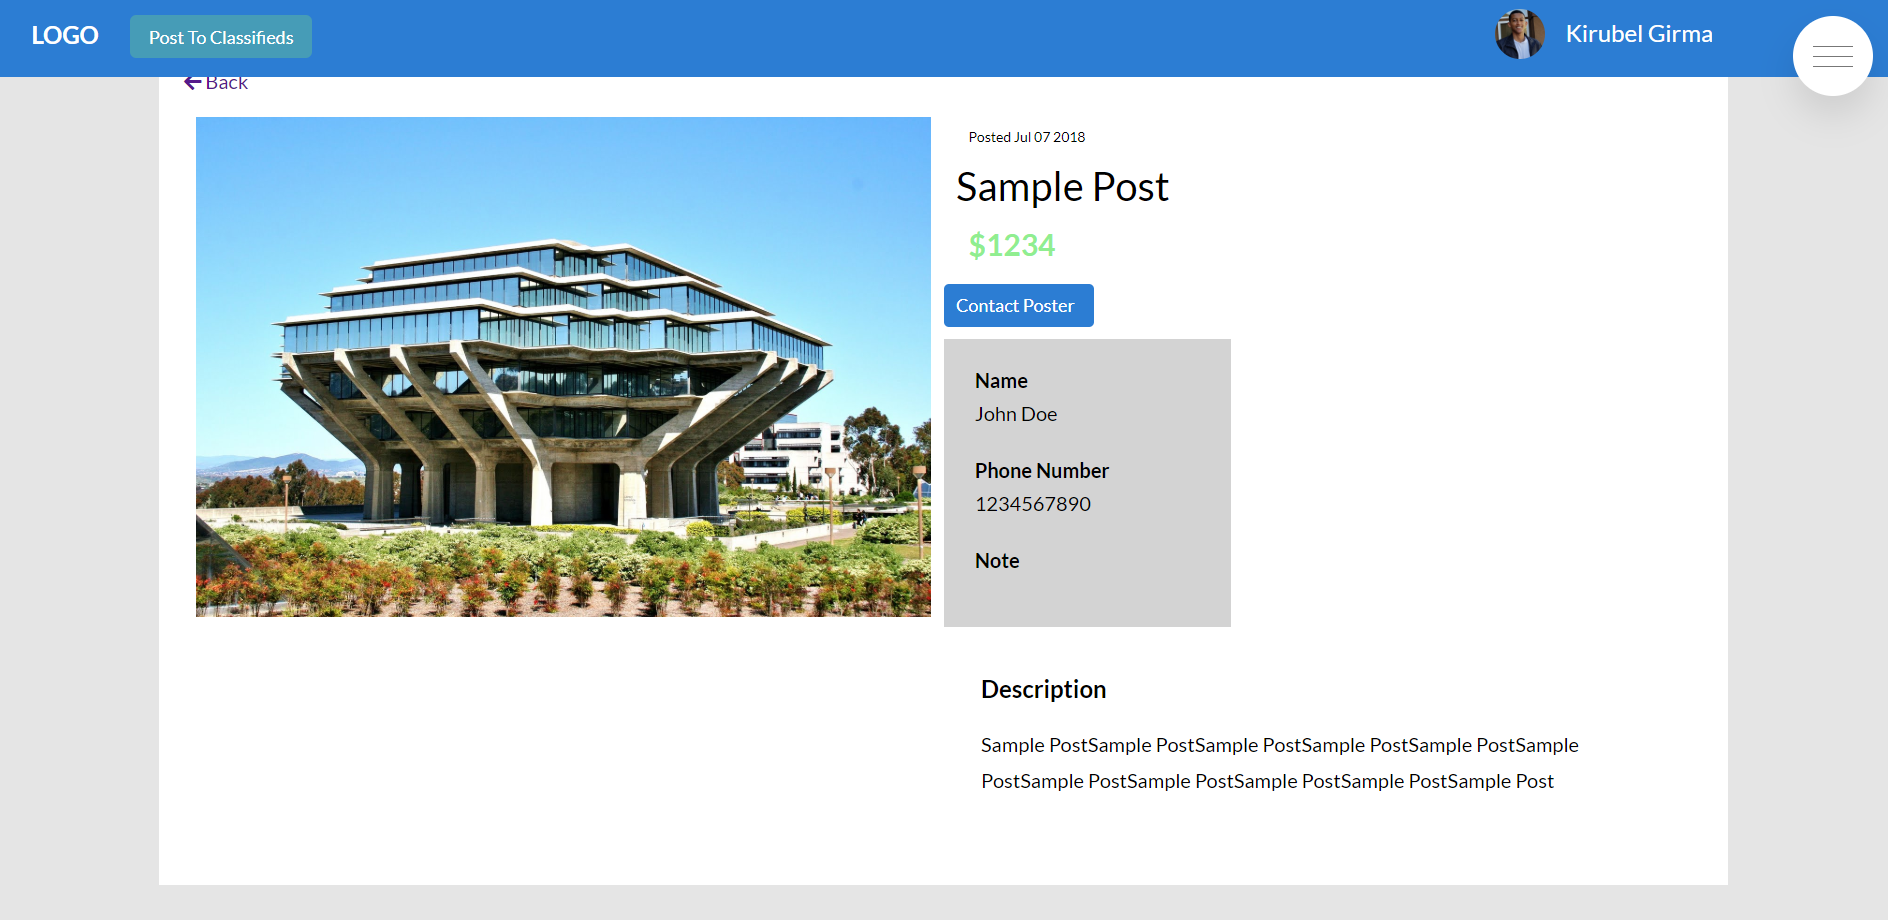 LOGO
Post To Classifieds
Kirubel Girma
Back
Posted Jul 07 2018
Sample Post
$1234
Contact Poster
Name
John Doe
Phone Number
1234567890
Note
Description
Sample PostSample PostSample PostSample PostSample PostSample
PostSample PostSample PostSample PostSample PostSample Post